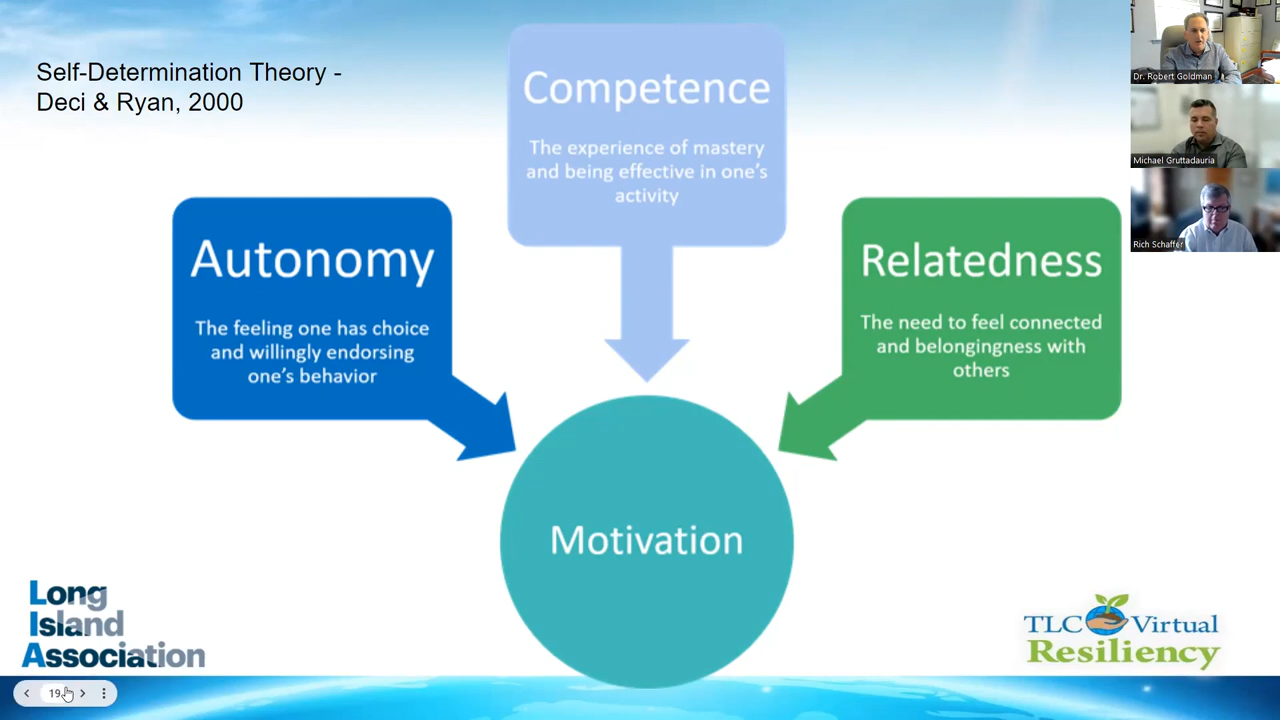 Self-Determination Theory -
Deci & Ryan, 2000
Competence
The experience of mastery
and being effective in one's
activity
Autonomy
The feeling one has choice
and willingly endorsing
one's behavior
Relatedness
The need to feel connected
and belongingness with
others
Motivation
Dr. Robert Goldman
Michael Gruttadauria
Rich Schaffer
Long
Island
Association
TLC Virtual
Resiliency
19